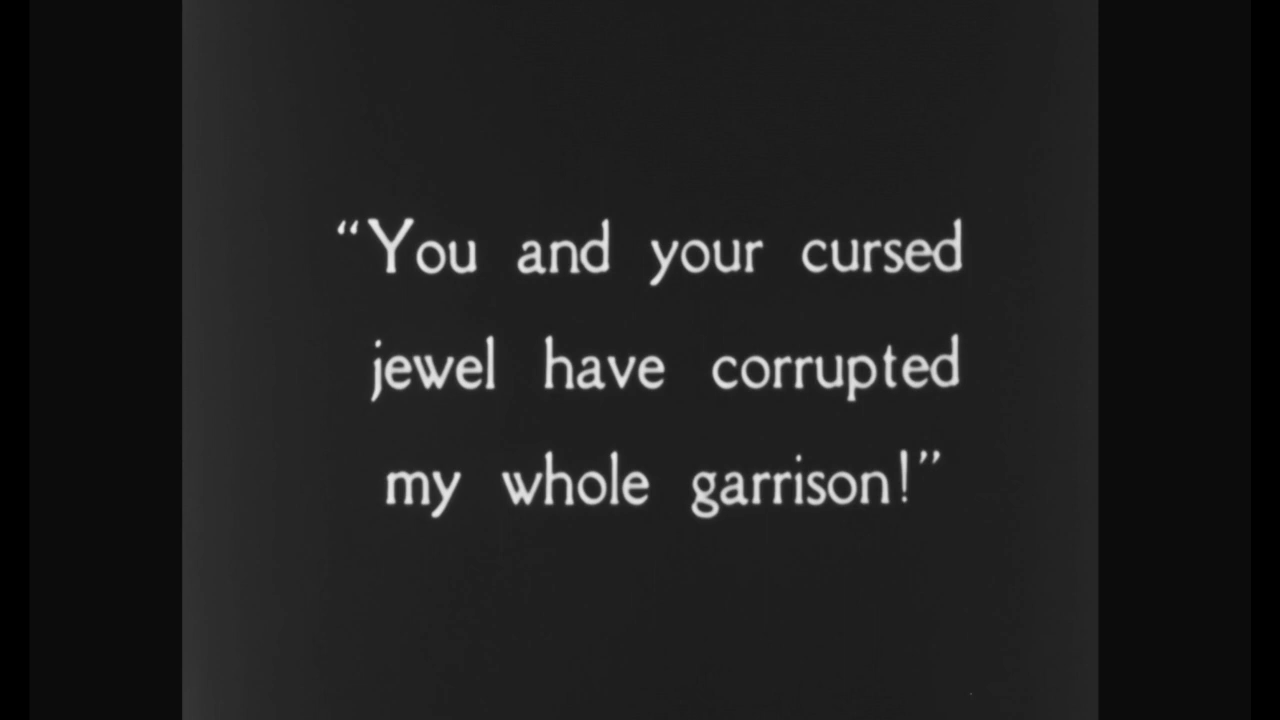 “You and your cursed
jewel have corrupted
my whole garrison!”